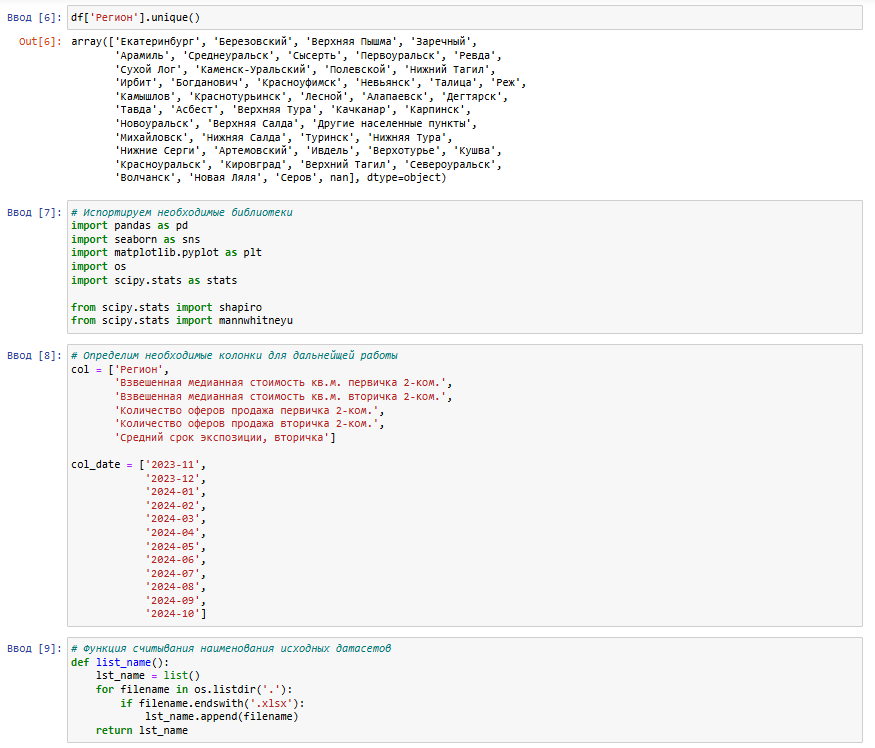 Ввод [6]: df['Регион'].unique()
Out[6]: array(['Екатеринбург', 'Березовский', 'Верхняя Пышма', 'Заречный',
'Арамиль', 'Среднеуральск', 'Сысерть', 'Первоуральск', 'Ревда',
'Сухой Лог', 'Каменск-Уральский', 'Полевской', 'Нижний Тагил',
'Ирбит', 'Богданович', 'Красноуфимск', 'Невьянск', 'Талица', 'Реж',
'Камышлов', 'Краснотурьинск', 'Лесной', 'Алапаевск', 'Дегтярск',
'Тавда', 'Асбест', 'Верхняя Тура', 'Качканар', 'Карпинск',
'Новоуральск', 'Верхняя Салда', 'Другие населенные пункты',
'Михайловск', 'Нижняя Салда', 'Туринск', 'Нижняя Тура',
'Нижние Серги', 'Артемовский', 'Ивдель', 'Верхотурье', 'Кушва',
'Красноуральск', 'Кировград', 'Верхний Тагил', 'Североуральск',
'Волчанск', 'Новая Ляля', 'Серов', nan], dtype=object)
Ввод [7]: # Испортируем необходимые библиотеки
import pandas as pd
import seaborn as sns
import matplotlib.pyplot as plt
import os
import scipy.stats as stats
from scipy.stats import shapiro
from scipy.stats import mannwhitneyu
Ввод [8]: # Определим необходимые колонки для дальнейщей работы
col = ['Регион',
'Взвешенная медианная стоимость кв.м. первичка 2-ком.',
'Взвешенная медианная стоимость кв.м. вторичка 2-ком.',
'Количество оферов продажа первичка 2-ком.',
'Количество оферов продажа вторичка 2-ком.',
'Средний срок экспозиции, вторичка']
col_date = ['2023-11',
'2023-12',
'2024-01',
'2024-02',
'2024-03',
'2024-04',
'2024-05',
'2024-06',
'2024-07',
'2024-08',
'2024-09',
'2024-10']
Ввод [9]: # Функция считывания наименования исходных датасетов
def list_name():
lst_name = list()
for filename in os.listdir('.'):
if filename.endswith('.xlsx'):
lst_name.append(filename)
return lst_name